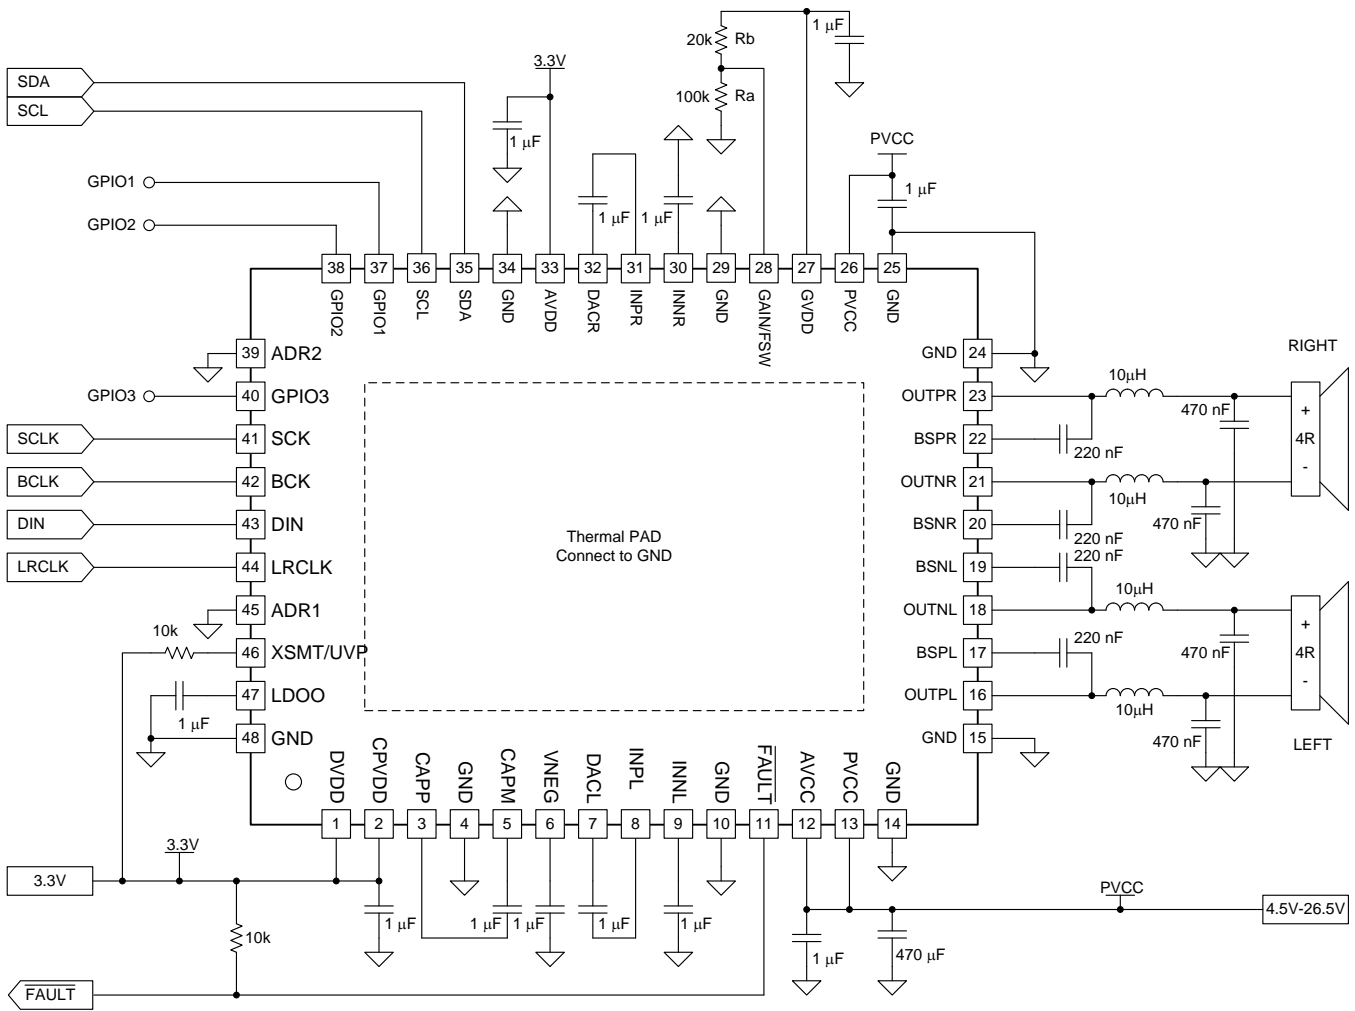 1 μF
20k Rb
3.3V
SDA
100k Ra
SCL
PVCC
1 μF
1 μF
GPIO1
1 μF 1 μF
GPIO2
38 37 36 35 34 33 32 31 30 29 28 27 26 25
GPIO2 GPIO1 SCL SDA GND AVDD DACR INPR INNR GND GAIN/FSW GVDD PVCC GND
39 ADR2
GND 24
RIGHT
10μH
GPIO3 40 GPIO3
OUTPR 23
470 nF
+
4R
-
SCLK 41 SCK
BSPR 22
220 nF
BCLK 42 BCK
OUTNR 21
10μH
DIN 43 DIN
BSNR 20
470 nF
220 nF
Thermal PAD
Connect to GND
220 nF
LRCLK 44 LRCLK
BSNL 19
10μH
45 ADR1
OUTNL 18
+
4R
-
10k
220 nF
46 XSMT/UVP
BSPL 17
470 nF
47 LDOO
OUTPL 16
10μH
1 μF
48 GND
GND 15
470 nF
LEFT
DVDD CPVDD CAPP GND CAPM VNEG DACL INPL INNL GND FAULT AVCC PVCC GND
1 2 3 4 5 6 7 8 9 10 11 12 13 14
3.3V
3.3V
PVCC
4.5V-26.5V
1 μF 1 μF 1 μF 1 μF 1 μF
10k
1 μF 470 μF
FAULT